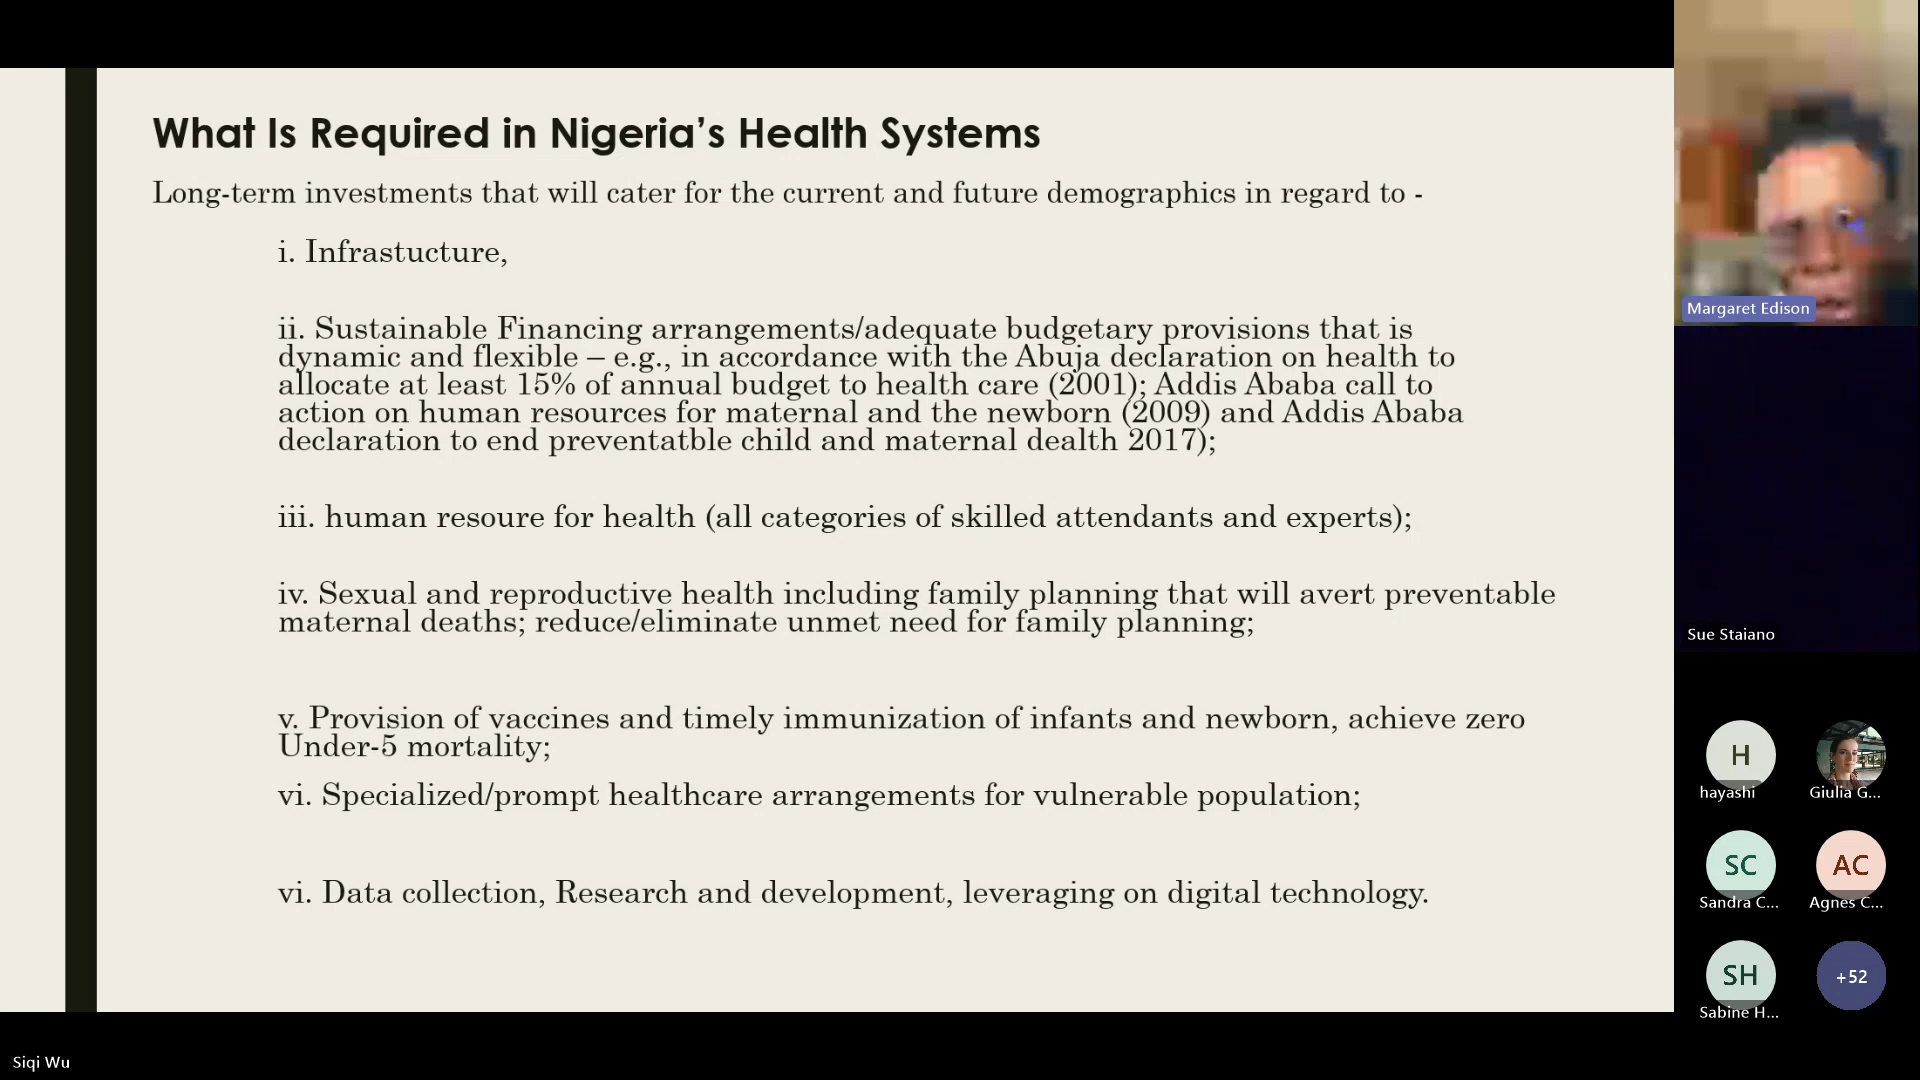 What Is Required in Nigeria’s Health Systems
Long-term investments that will cater for the current and future demographics in regard to -
i. Infrastucture,
ii. Sustainable Financing arrangements/adequate budgetary provisions that is
dynamic and flexible – e.g., in accordance with the Abuja declaration on health to
allocate at least 15% of annual budget to health care (2001); Addis Ababa call to
action on human resources for maternal and the newborn (2009) and Addis Ababa
declaration to end preventatble child and maternal dealth 2017);
iii. human resoure for health (all categories of skilled attendants and experts);
iv. Sexual and reproductive health including family planning that will avert preventable
maternal deaths; reduce/eliminate unmet need for family planning;
v. Provision of vaccines and timely immunization of infants and newborn, achieve zero
Under-5 mortality;
vi. Specialized/prompt healthcare arrangements for vulnerable population;
vi. Data collection, Research and development, leveraging on digital technology.
Margaret Edison
Sue Staiano
H
hayashi
Giulia G...
SC
Sandra C...
AC
Agnes C...
SH
Sabine H...
+52
Siqi Wu